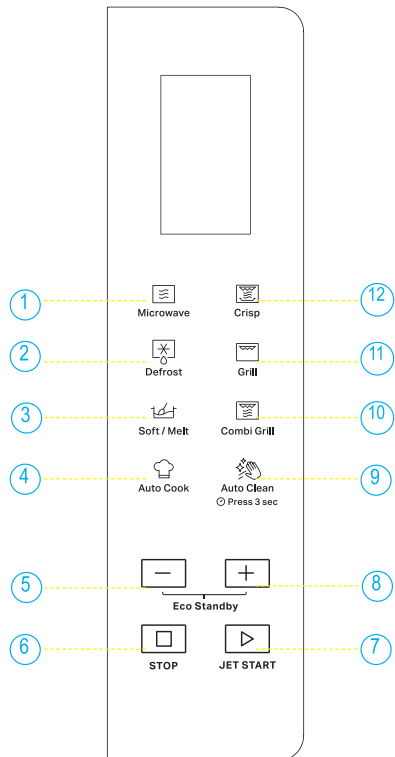 1
Microwave
12
Crisp
2
Defrost
11
Grill
3
Soft / Melt
10
Combi Grill
4
Auto Cook
9
Auto Clean
Press 3 sec
5
8
Eco Standby
6
STOP
7
JET START